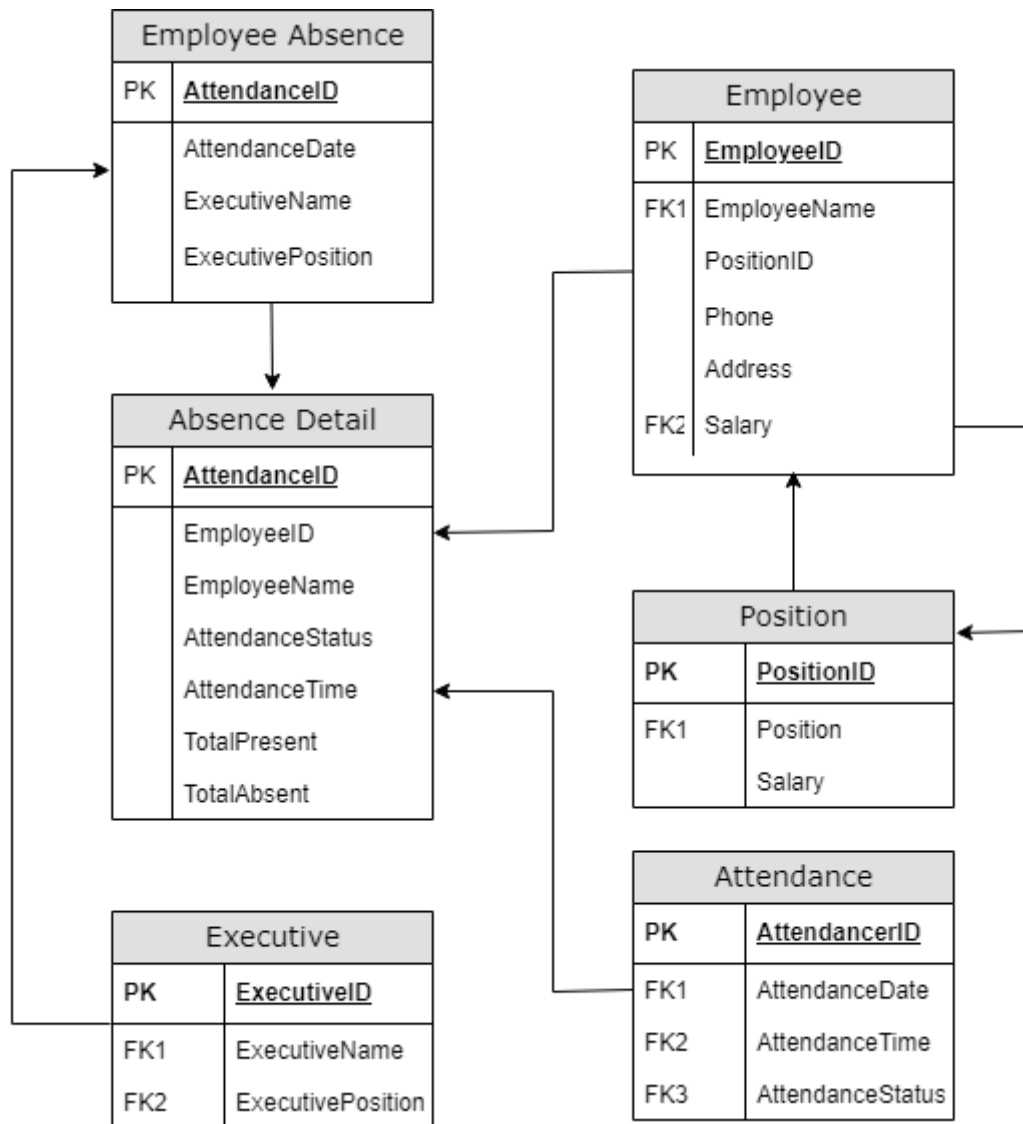 Employee Absence
PK AttendanceID
AttendanceDate
ExecutiveName
ExecutivePosition
Absence Detail
PK AttendanceID
EmployeeID
EmployeeName
AttendanceStatus
AttendanceTime
TotalPresent
TotalAbsent
Executive
PK ExecutiveID
FK1 ExecutiveName
FK2 ExecutivePosition
Employee
PK EmployeeID
FK1 EmployeeName
PositionID
Phone
Address
FK2 Salary
Position
PK PositionID
FK1 Position
Salary
Attendance
PK AttendancerID
FK1 AttendanceDate
FK2 AttendanceTime
FK3 AttendanceStatus